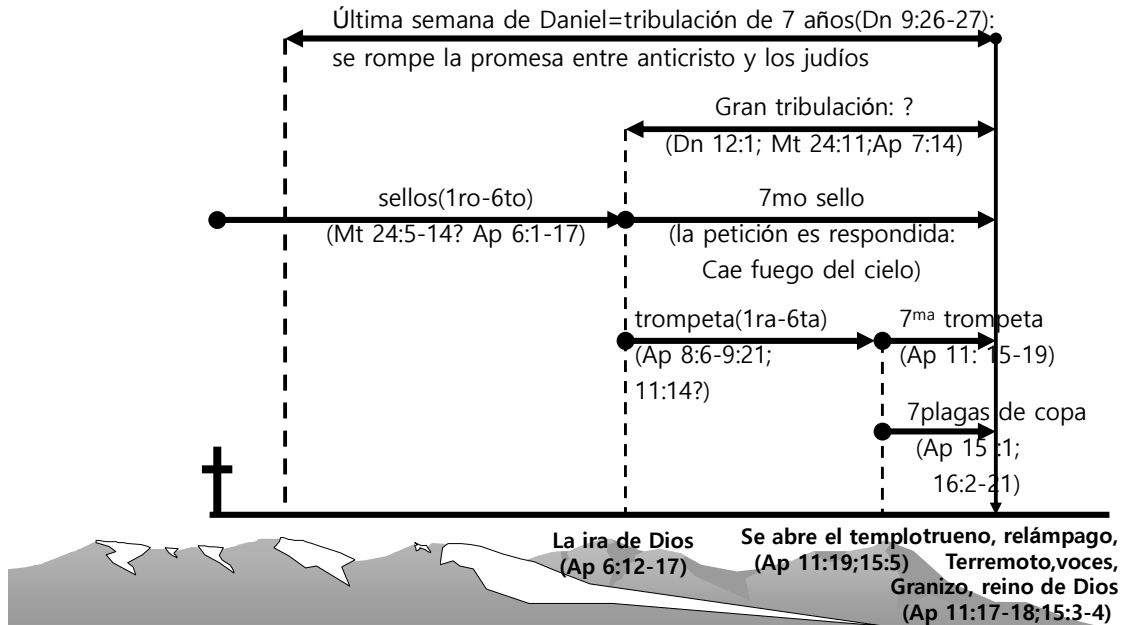 Última semana de Daniel=tribulación de 7 años(Dn 9:26-27):
se rompe la promesa entre anticristo y los judíos
Gran tribulación: ?
(Dn 12:1; Mt 24:11;Ap 7:14)
sellos(1ro-6to)
(Mt 24:5-14? Ap 6:1-17)
7mo sello
(la petición es respondida:
Cae fuego del cielo)
trompeta(1ra-6ta)
(Ap 8:6-9:21;
11:14?)
7ma trompeta
(Ap 11: 15-19)
7plagas de copa
(Ap 15 :1;
16:2-21)
La ira de Dios
(Ap 6:12-17)
Se abre el templo
(Ap 11:19;15:5)
trueno, relámpago,
Terremoto,voces,
Granizo, reino de Dios
(Ap 11:17-18;15:3-4)